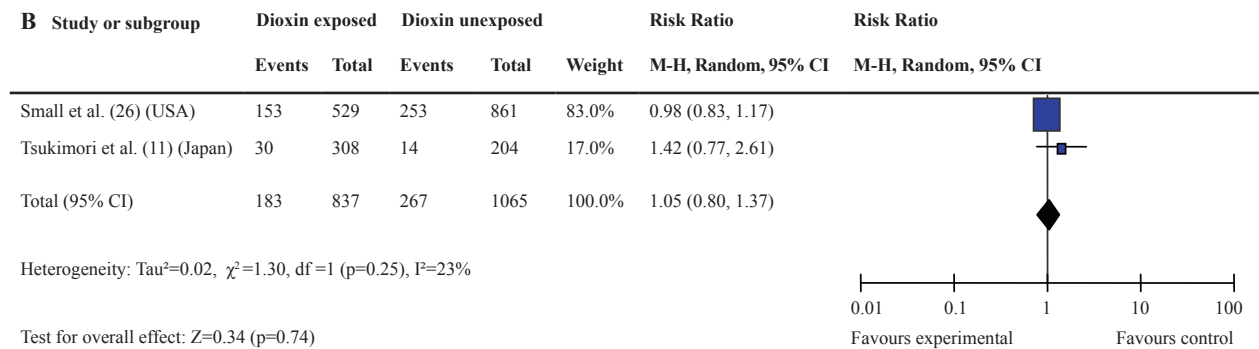 B Study or subgroup Dioxin exposed Dioxin unexposed Risk Ratio Risk Ratio
Events Total Events Total Weight M-H, Random, 95% CI M-H, Random, 95% CI
Small et al. (26) (USA) 153 529 253 861 83.0% 0.98 (0.83, 1.17)
Tsukimori et al. (11) (Japan) 30 308 14 204 17.0% 1.42 (0.77, 2.61)
Total (95% CI) 183 837 267 1065 100.0% 1.05 (0.80, 1.37)
Heterogeneity: Tau²=0.02, χ²=1.30, df =1 (p=0.25), I²=23%
0.01 0.1 1 10 100
Test for overall effect: Z=0.34 (p=0.74) Favours experimental Favours control